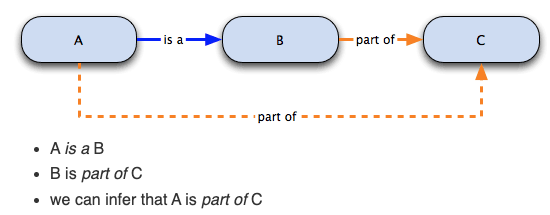 A is a B part of C
part of
A is a B
B is part of C
we can infer that A is part of C